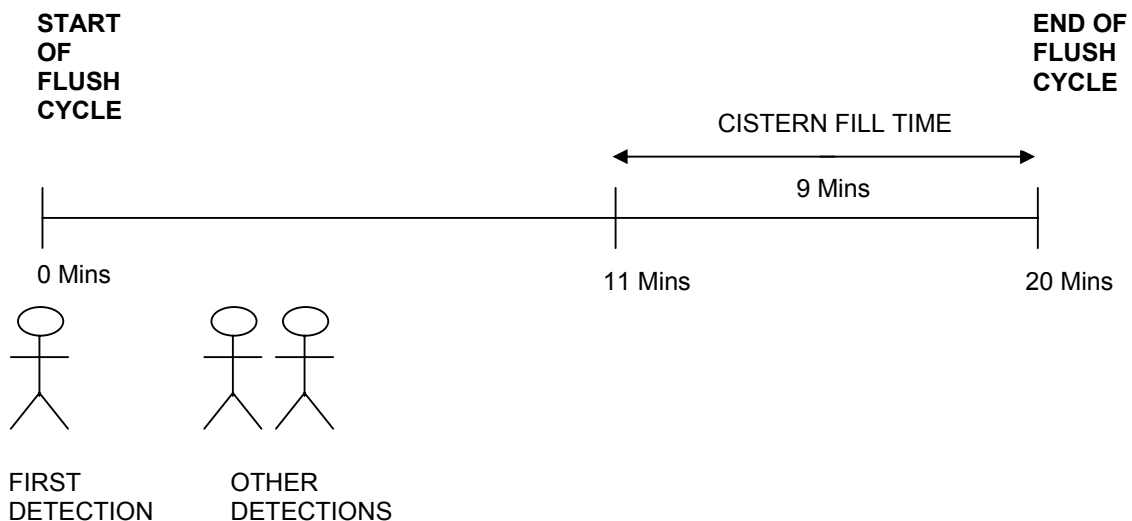 START
OF
FLUSH
CYCLE
END OF
FLUSH
CYCLE
CISTERN FILL TIME
9 Mins
0 Mins
11 Mins
20 Mins
FIRST
DETECTION
OTHER
DETECTIONS